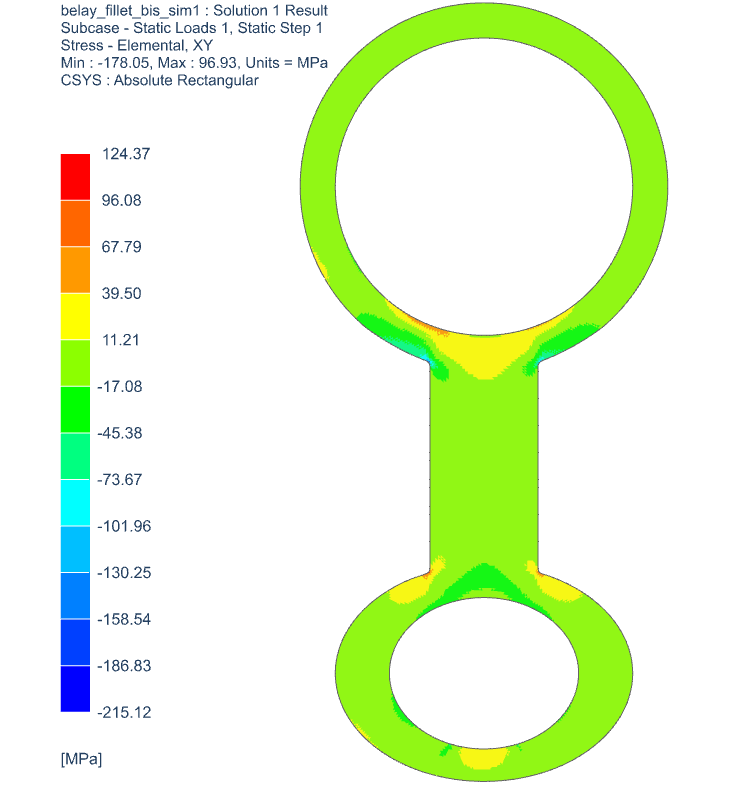 belay_fillet_bis_sim1 : Solution 1 Result
Subcase - Static Loads 1, Static Step 1
Stress - Elemental, XY
Min : -178.05, Max : 96.93, Units = MPa
CSYS : Absolute Rectangular
124.37
96.08
67.79
39.50
11.21
-17.08
-45.38
-73.67
-101.96
-130.25
-158.54
-186.83
-215.12
[MPa]